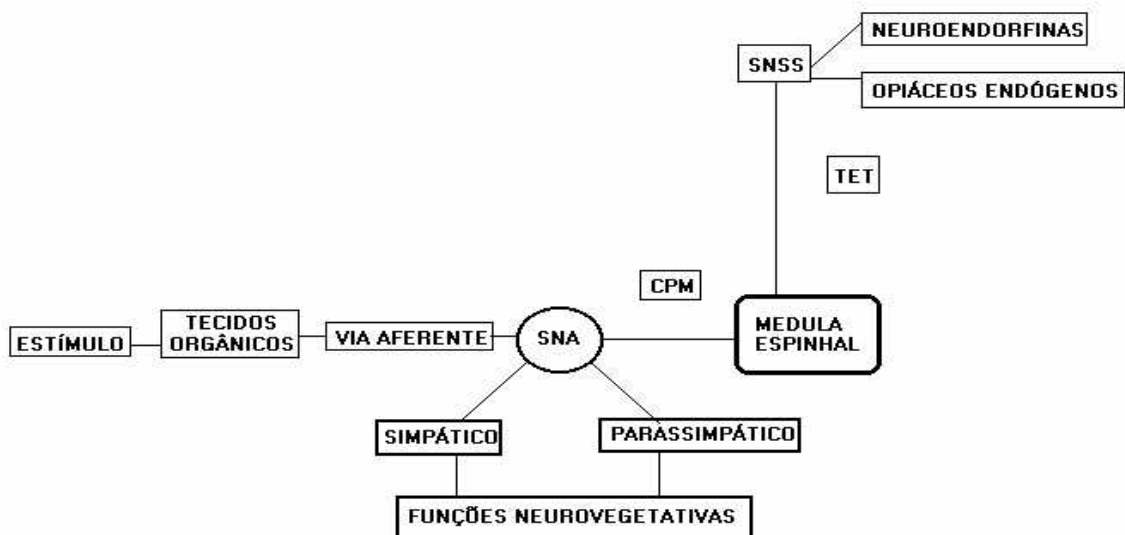 NEUROENDORFINAS
SNSS
OPIÁCEOS ENDÓGENOS
TET
CPM
TECIDOS
ORGÂNICOS
MEDULA
ESPINHAL
ESTÍMULO
VIA AFERENTE
SNA
SIMPÁTICO
PARASSIMPÁTICO
FUNÇÕES NEUROVEGETATIVAS